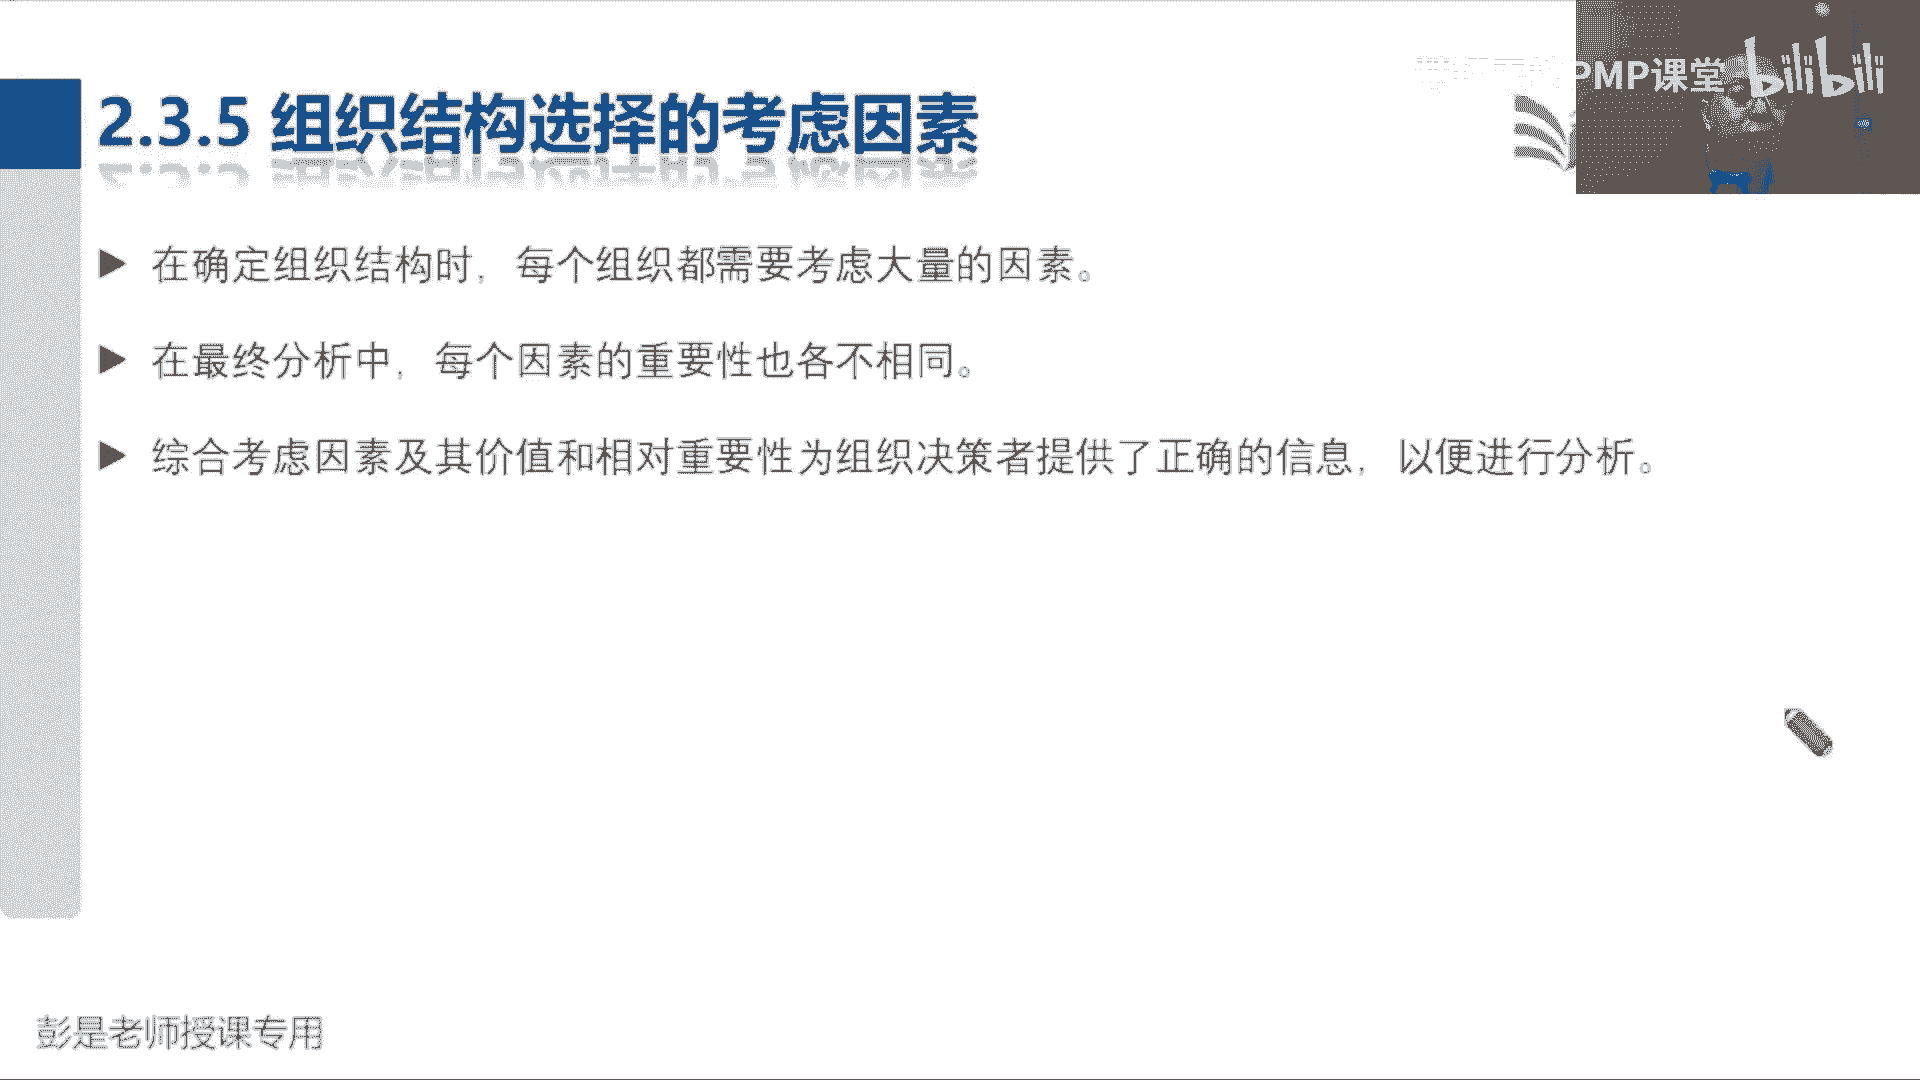 PMP课堂 bilibili
2.3.5 组织结构选择的考虑因素
在确定组织结构时，每个组织都需要考虑大量的因素。
在最终分析中，每个因素的重要性也各不相同。
综合考虑因素及其价值和相对重要性为组织决策者提供了正确的信息，以便进行分析。
彭是老师授课专用